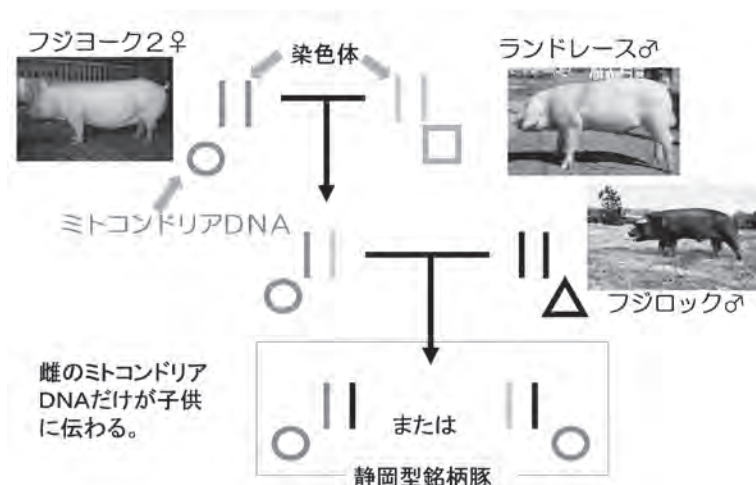 フジヨーク2♀
染色体
ランドレース♂
ミトコンドリアDNA
フジロック♂
雌のミトコンドリア
DNAだけが子供
に伝わる。
または
静岡型銘柄豚